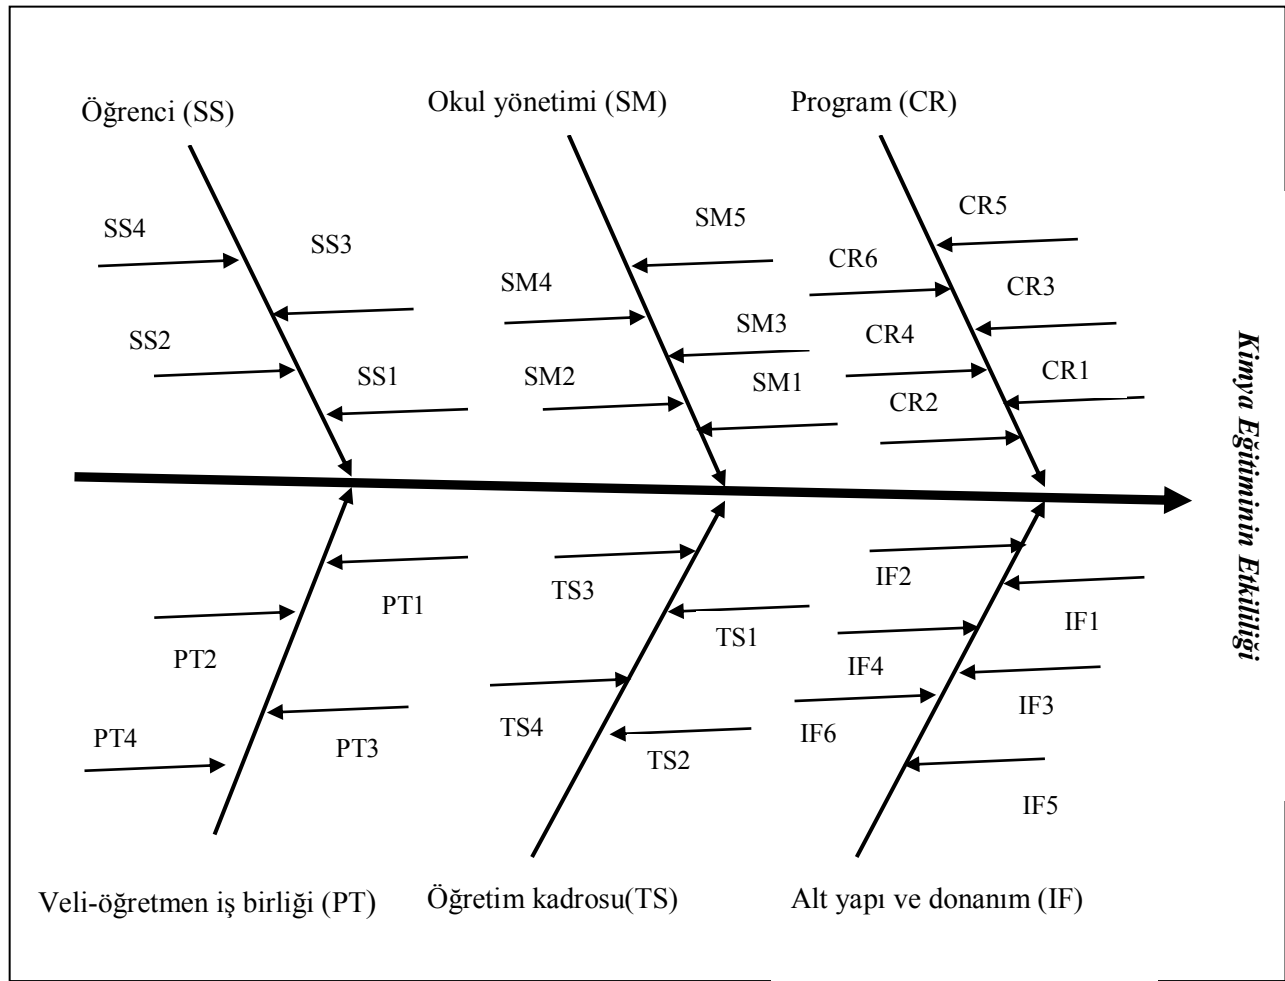 Öğrenci (SS)
Okul yönetimi (SM)
Program (CR)
SS4
SS3
SS2
SS1
SM5
SM4
SM3
SM2
SM1
CR5
CR6
CR3
CR4
CR1
CR2
Kimya Eğitiminin Etkililiği
PT1
PT2
PT3
PT4
TS3
TS1
TS4
TS2
IF2
IF1
IF4
IF3
IF6
IF5
Veli-öğretmen iş birliği (PT)
Öğretim kadrosu(TS)
Alt yapı ve donanım (IF)